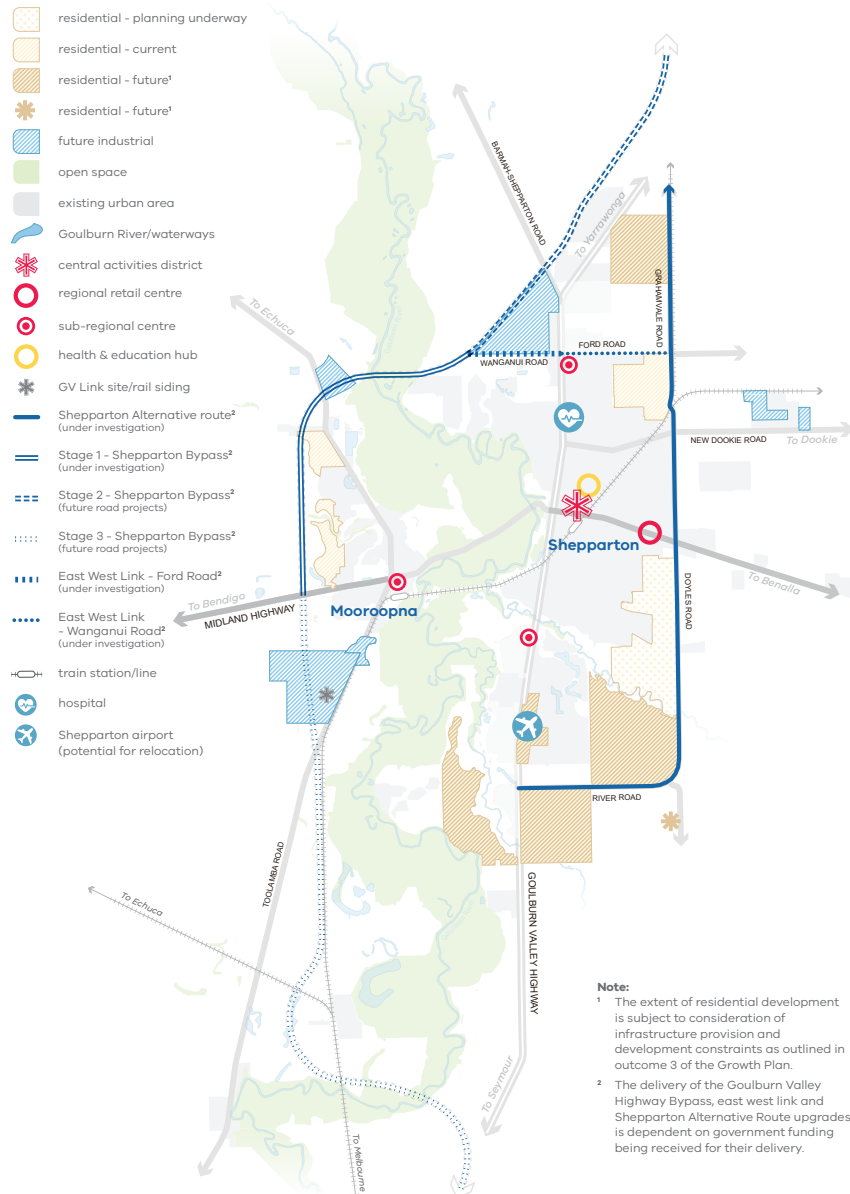 residential - planning underway
residential - current
residential - future¹
residential - future¹
future industrial
open space
existing urban area
Goulburn River/waterways
central activities district
regional retail centre
sub-regional centre
health & education hub
GV Link site/rail siding
Shepparton Alternative route²
(under investigation)
Stage 1 - Shepparton Bypass²
(under investigation)
Stage 2 - Shepparton Bypass²
(future road projects)
Stage 3 - Shepparton Bypass²
(future road projects)
East West Link - Ford Road²
(under investigation)
East West Link
- Wanganui Road²
(under investigation)
train station/line
hospital
Shepparton airport
(potential for relocation)
BARMAH-SHEPPARTON ROAD
To Yarrawonga
GRAHAMVALE ROAD
To Echuca
FORD ROAD
WANGANUI ROAD
NEW DOOKIE ROAD
To Dookie
Shepparton
To Benalla
DOYLES ROAD
To Bendigo
MIDLAND HIGHWAY
Mooroopna
RIVER ROAD
TOOLAMBA ROAD
To Echuca
GOULBURN VALLEY HIGHWAY
To Seymour
To Melbourne
Note:
¹ The extent of residential development
is subject to consideration of
infrastructure provision and
development constraints as outlined in
outcome 3 of the Growth Plan.
² The delivery of the Goulburn Valley
Highway Bypass, east west link and
Shepparton Alternative Route upgrades
is dependent on government funding
being received for their delivery.